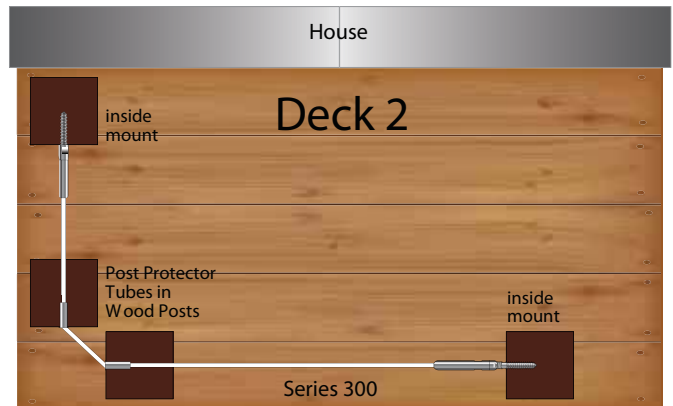 House
Deck 2
inside
mount
Post Protector
Tubes in
Wood Posts
inside
mount
Series 300